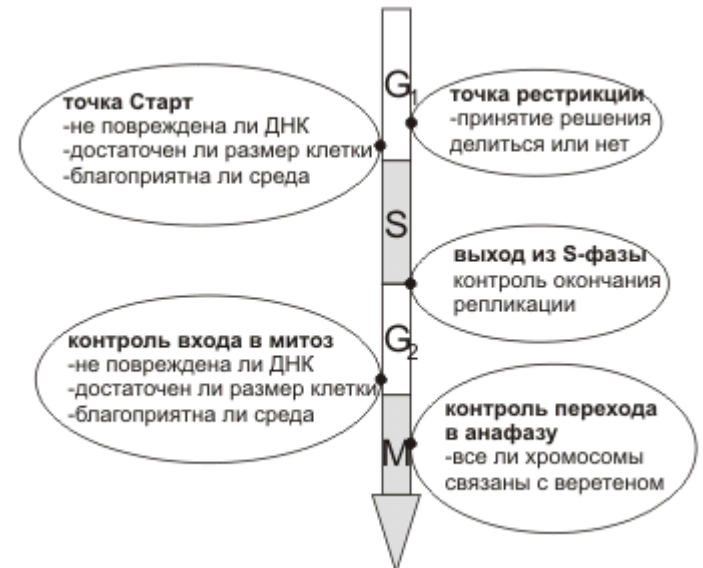 G1
точка Старт
-не повреждена ли ДНК
-достаточен ли размер клетки
-благоприятна ли среда
точка рестрикции
-принятие решения
делиться или нет
S
выход из S-фазы
контроль окончания
репликации
контроль входа в митоз
-не повреждена ли ДНК
-достаточен ли размер клетки
-благоприятна ли среда
G2
контроль перехода
в анафазу
-все ли хромосомы
связаны с веретеном
M